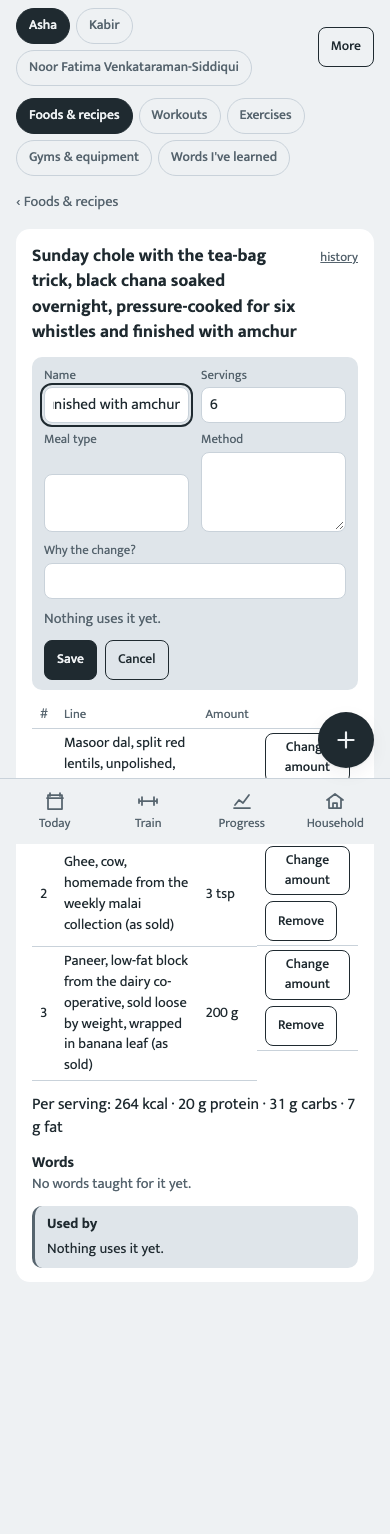 Asha
Kabir
More
Noor Fatima Venkataraman-Siddiqui
Foods & recipes
Workouts
Exercises
Gyms & equipment
Words I've learned
‹ Foods & recipes
Sunday chole with the tea-bag
trick, black chana soaked
overnight, pressure-cooked for six
whistles and finished with amchur
history
Name
Servings
nished with amchur
6
Meal type
Method
Why the change?
Nothing uses it yet.
Save
Cancel
#
Line
Amount
Masoor dal, split red
lentils, unpolished,
Change
amount
Today
Train
Progress
Household
2
Ghee, cow,
homemade from the
weekly malai
collection (as sold)
3 tsp
Change
amount
Remove
3
Paneer, low-fat block
from the dairy co-
operative, sold loose
by weight, wrapped
in banana leaf (as
sold)
200 g
Change
amount
Remove
Per serving: 264 kcal · 20 g protein · 31 g carbs · 7
g fat
Words
No words taught for it yet.
Used by
Nothing uses it yet.